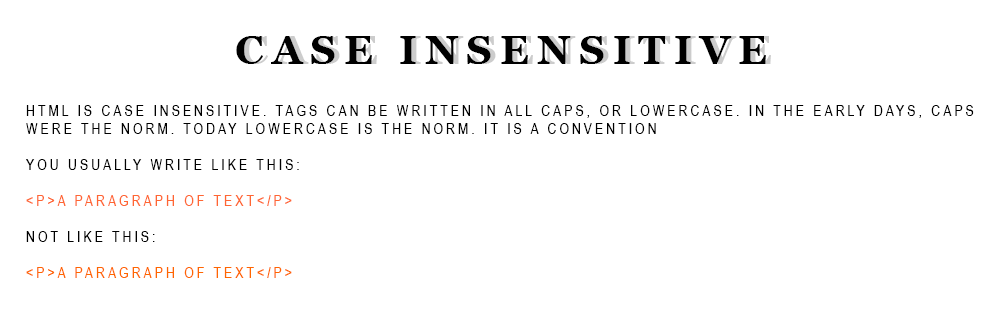 CASE INSENSITIVE
HTML IS CASE INSENSITIVE. TAGS CAN BE WRITTEN IN ALL CAPS, OR LOWERCASE. IN THE EARLY DAYS, CAPS
WERE THE NORM. TODAY LOWERCASE IS THE NORM. IT IS A CONVENTION
YOU USUALLY WRITE LIKE THIS:
<P>A PARAGRAPH OF TEXT</P>
NOT LIKE THIS:
<P>A PARAGRAPH OF TEXT</P>